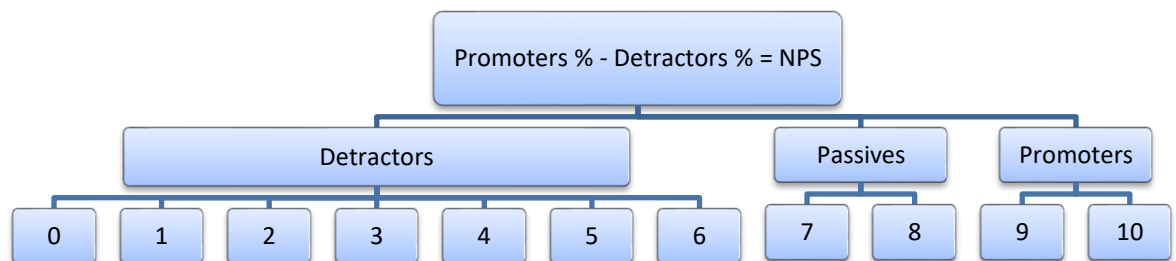 Promoters % - Detractors % = NPS
Detractors
Passives
Promoters
0
1
2
3
4
5
6
7
8
9
10